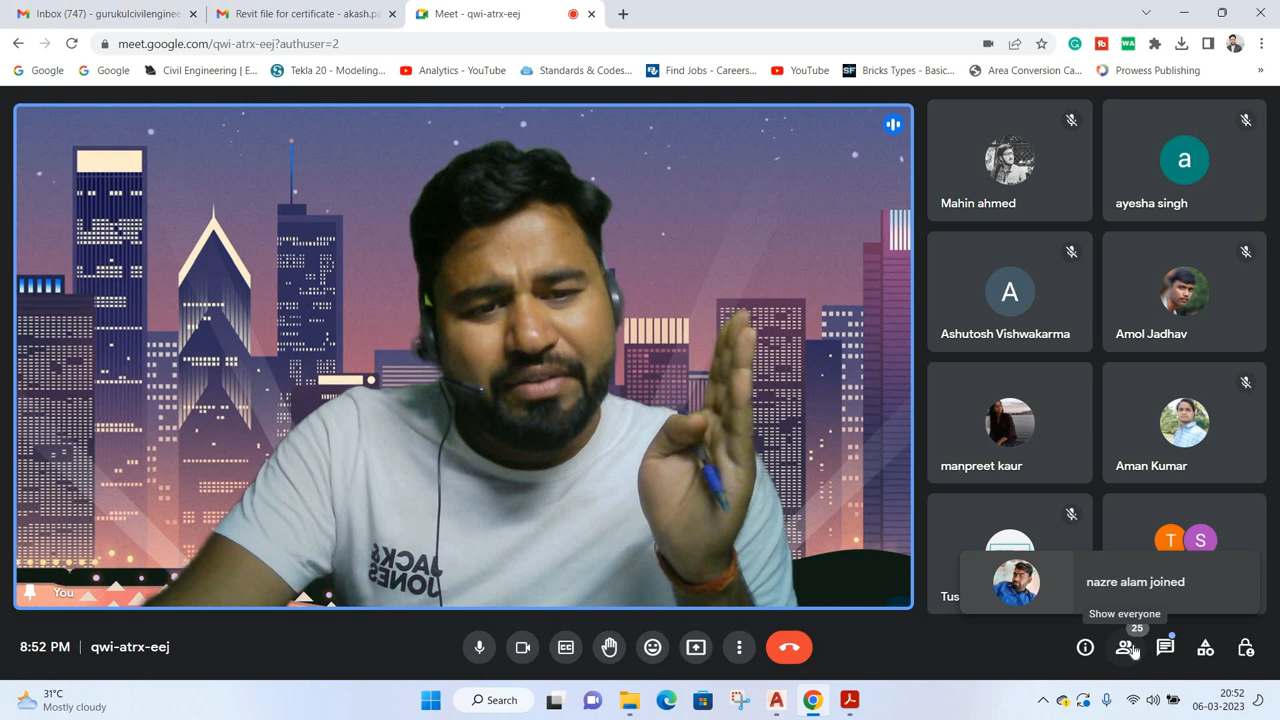 Inbox (747) - gurukulcivilenginee
Revit file for certificate - akash.pa
Meet - qwi-atrx-eej
meet.google.com/qwi-atrx-eej?authuser=2
Google
Google
Civil Engineering | E...
Tekla 20 - Modeling...
Analytics - YouTube
Standards & Codes...
Find Jobs - Careers...
YouTube
Bricks Types - Basic...
Area Conversion Ca...
Prowess Publishing
Mahin ahmed
a
ayesha singh
A
Ashutosh Vishwakarma
Amol Jadhav
manpreet kaur
Aman Kumar
JACK&
JONES
You
Tus
T S
nazre alam joined
Show everyone
25
8:52 PM | qwi-atrx-eej
31°C
Mostly cloudy
Search
20:52
06-03-2023